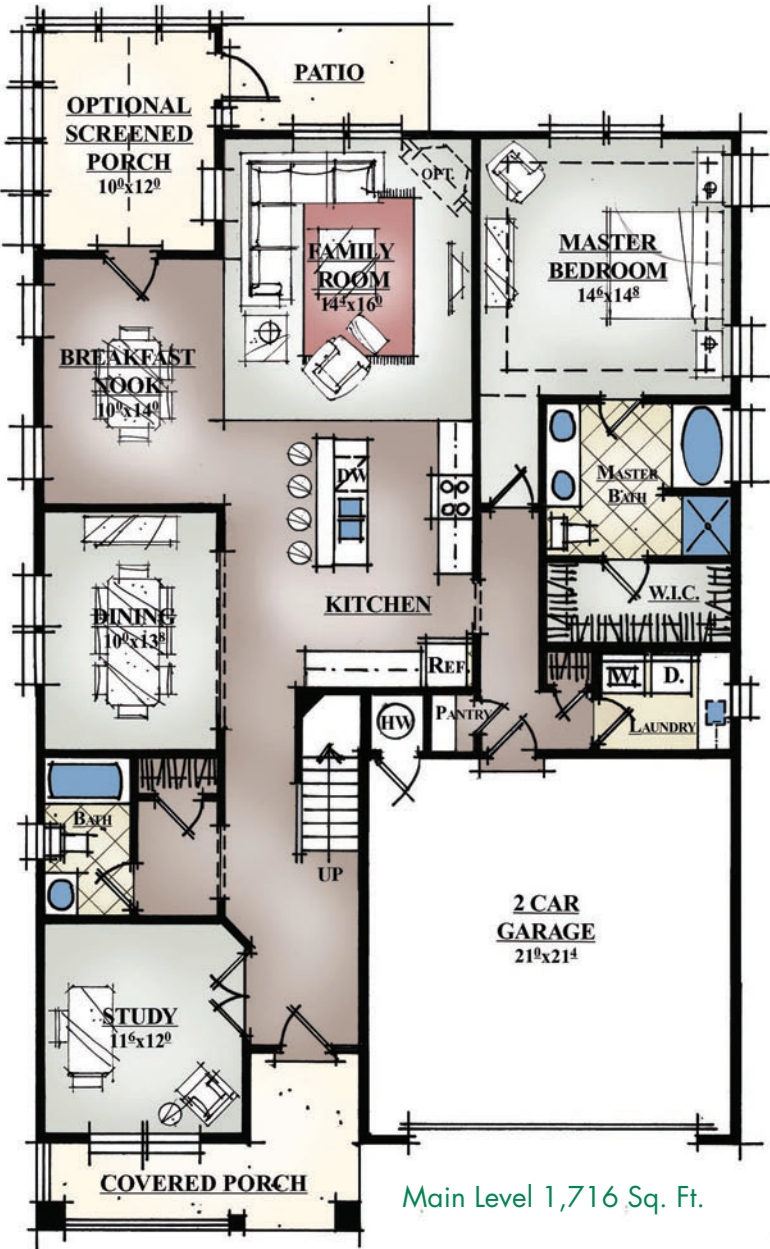 PATIO
OPTIONAL
SCREENED
PORCH
10⁰x12⁰
OPT.
FAMILY
ROOM
14⁴x16⁰
MASTER
BEDROOM
14⁶x14⁸
BREAKFAST
NOOK
10⁰x14⁰
DW
MASTER
BATH
DINING
10⁰x13⁸
KITCHEN
W.I.C.
REF.
W.
D.
HW
PANTRY
LAUNDRY
BATH
UP
2 CAR
GARAGE
21⁰x21⁴
STUDY
11⁶x12⁰
COVERED PORCH
Main Level 1,716 Sq. Ft.